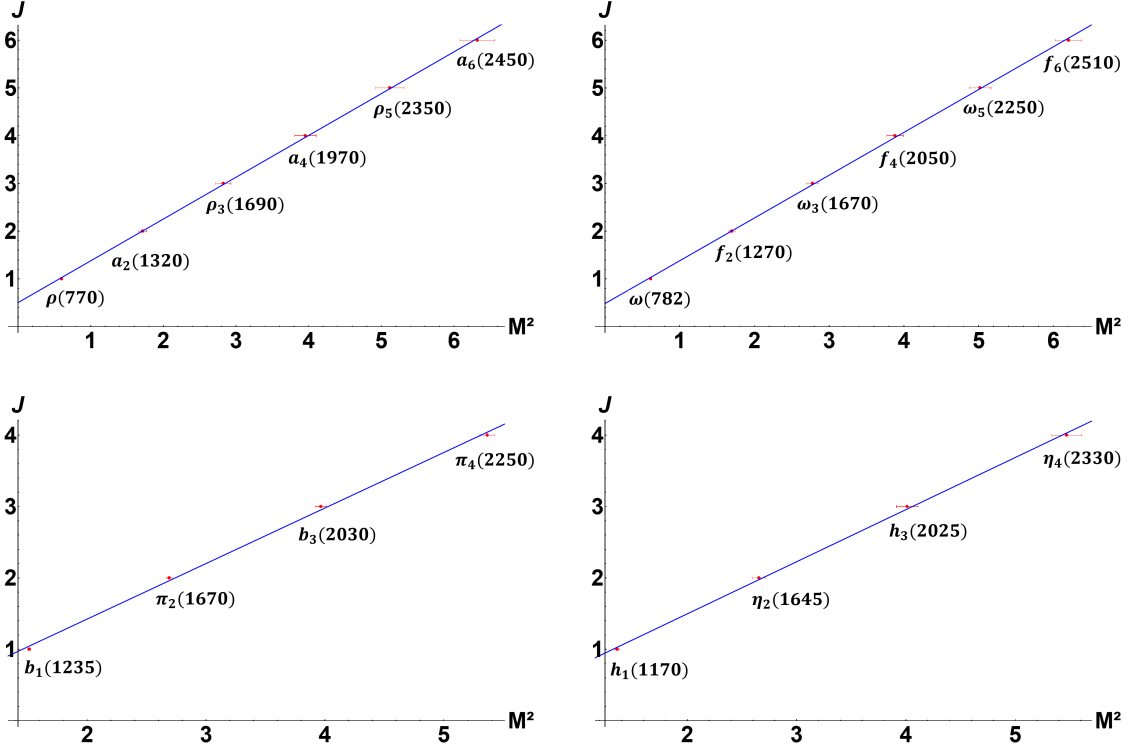 J
6
a₆(2450)
5
ρ₅(2350)
4
a₄(1970)
3
ρ₃(1690)
2
a₂(1320)
1
ρ(770)
1 2 3 4 5 6 M²
J
6
f₆(2510)
5
ω₅(2250)
4
f₄(2050)
3
ω₃(1670)
2
f₂(1270)
1
ω(782)
1 2 3 4 5 6 M²
J
4
π₄(2250)
3
b₃(2030)
2
π₂(1670)
1
b₁(1235)
2 3 4 5 M²
J
4
η₄(2330)
3
h₃(2025)
2
η₂(1645)
1
h₁(1170)
2 3 4 5 M²